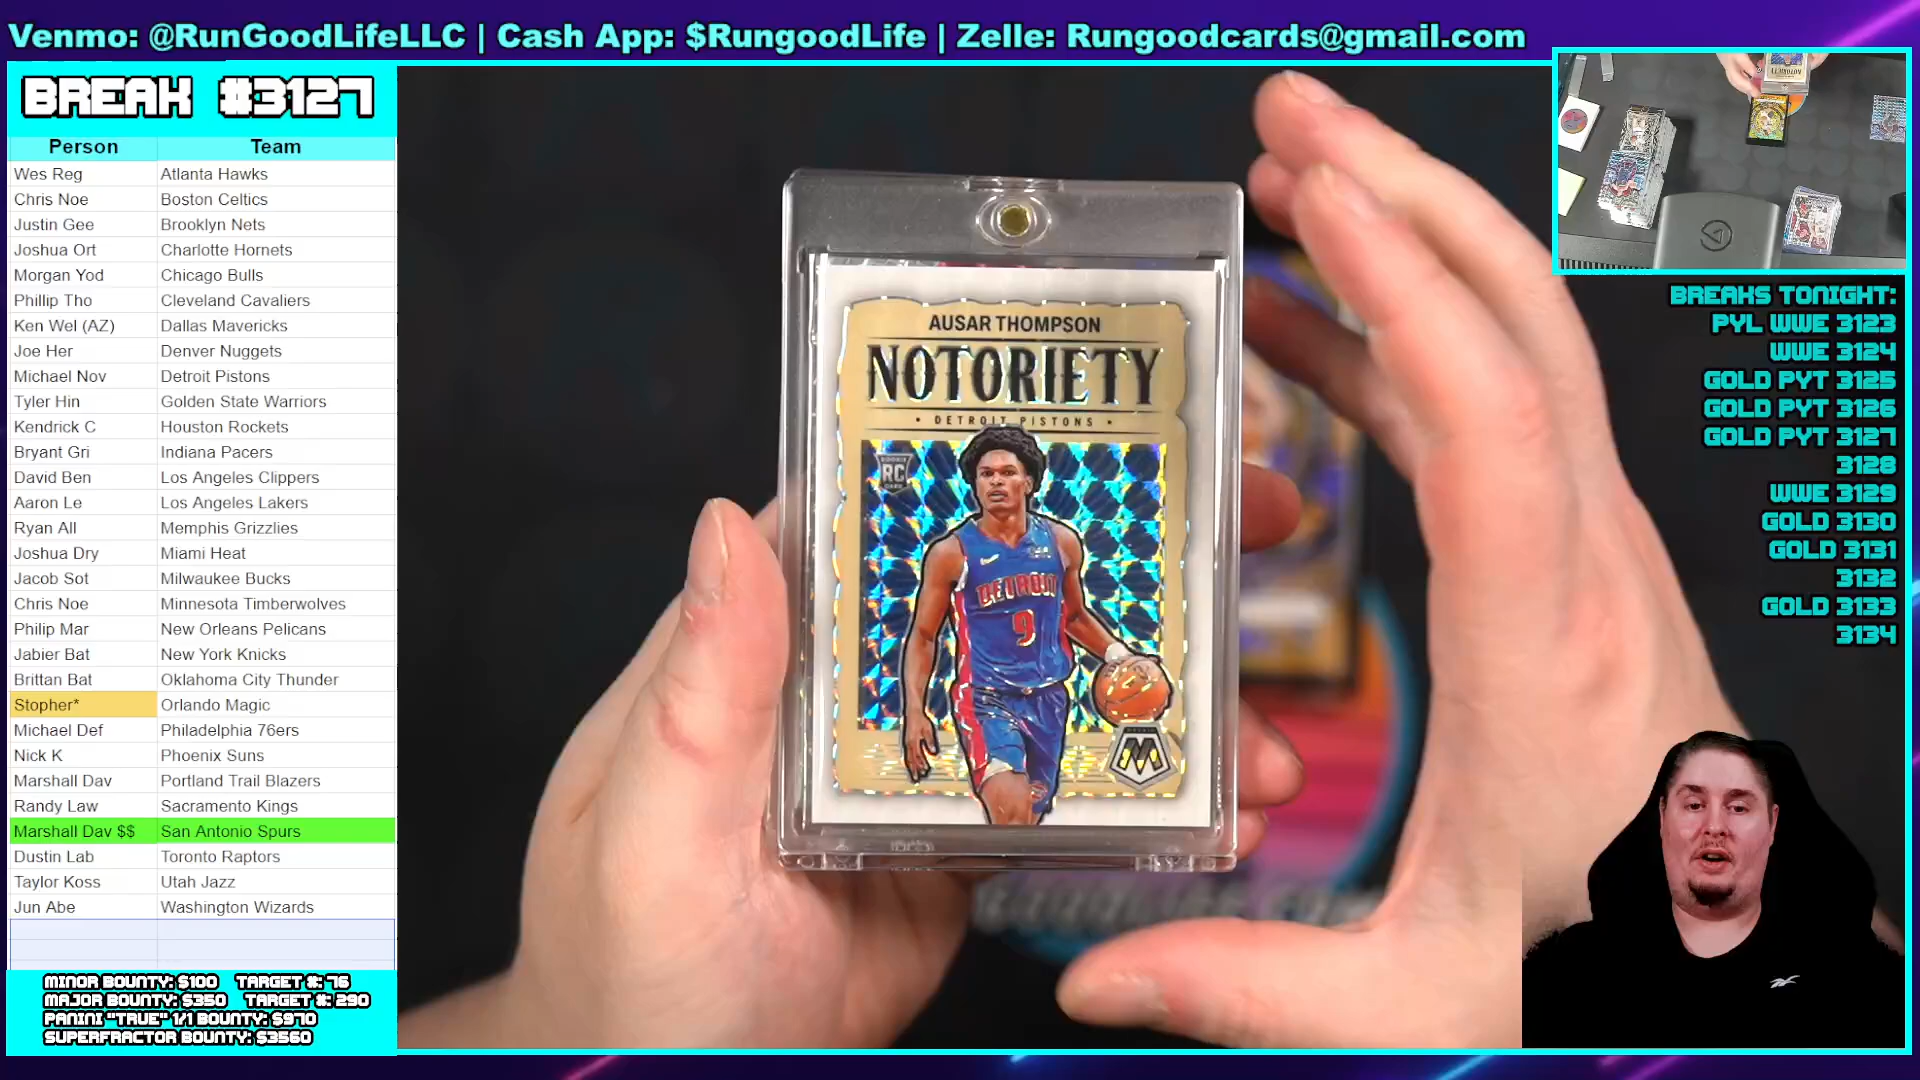 Venmo: @RunGoodLifeLLC | Cash App: $RungoodLife | Zelle: Rungoodcards@gmail.com
BREAK #3127
Person Team
Wes Reg Atlanta Hawks
Chris Noe Boston Celtics
Justin Gee Brooklyn Nets
Joshua Ort Charlotte Hornets
Morgan Yod Chicago Bulls
Phillip Tho Cleveland Cavaliers
Ken Wel (AZ) Dallas Mavericks
Joe Her Denver Nuggets
Michael Nov Detroit Pistons
Tyler Hin Golden State Warriors
Kendrick C Houston Rockets
Bryant Gri Indiana Pacers
David Ben Los Angeles Clippers
Aaron Le Los Angeles Lakers
Ryan All Memphis Grizzlies
Joshua Dry Miami Heat
Jacob Sot Milwaukee Bucks
Chris Noe Minnesota Timberwolves
Philip Mar New Orleans Pelicans
Jabier Bat New York Knicks
Brittan Bat Oklahoma City Thunder
Stopher* Orlando Magic
Michael Def Philadelphia 76ers
Nick K Phoenix Suns
Marshall Dav Portland Trail Blazers
Randy Law Sacramento Kings
Marshall Dav $$ San Antonio Spurs
Dustin Lab Toronto Raptors
Taylor Koss Utah Jazz
Jun Abe Washington Wizards
MINOR BOUNTY: $100 TARGET #: 76
MAJOR BOUNTY: $350 TARGET #: 290
PANINI "TRUE" 1/1 BOUNTY: $970
SUPERFRACTOR BOUNTY: $3560
AUSAR THOMPSON
NOTORIETY
• DETROIT PISTONS •
RC
DETROIT
9
M
BREAKS TONIGHT:
PYL WWE 3123
WWE 3124
GOLD PYT 3125
GOLD PYT 3126
GOLD PYT 3127
3128
WWE 3129
GOLD 3130
GOLD 3131
3132
GOLD 3133
3134